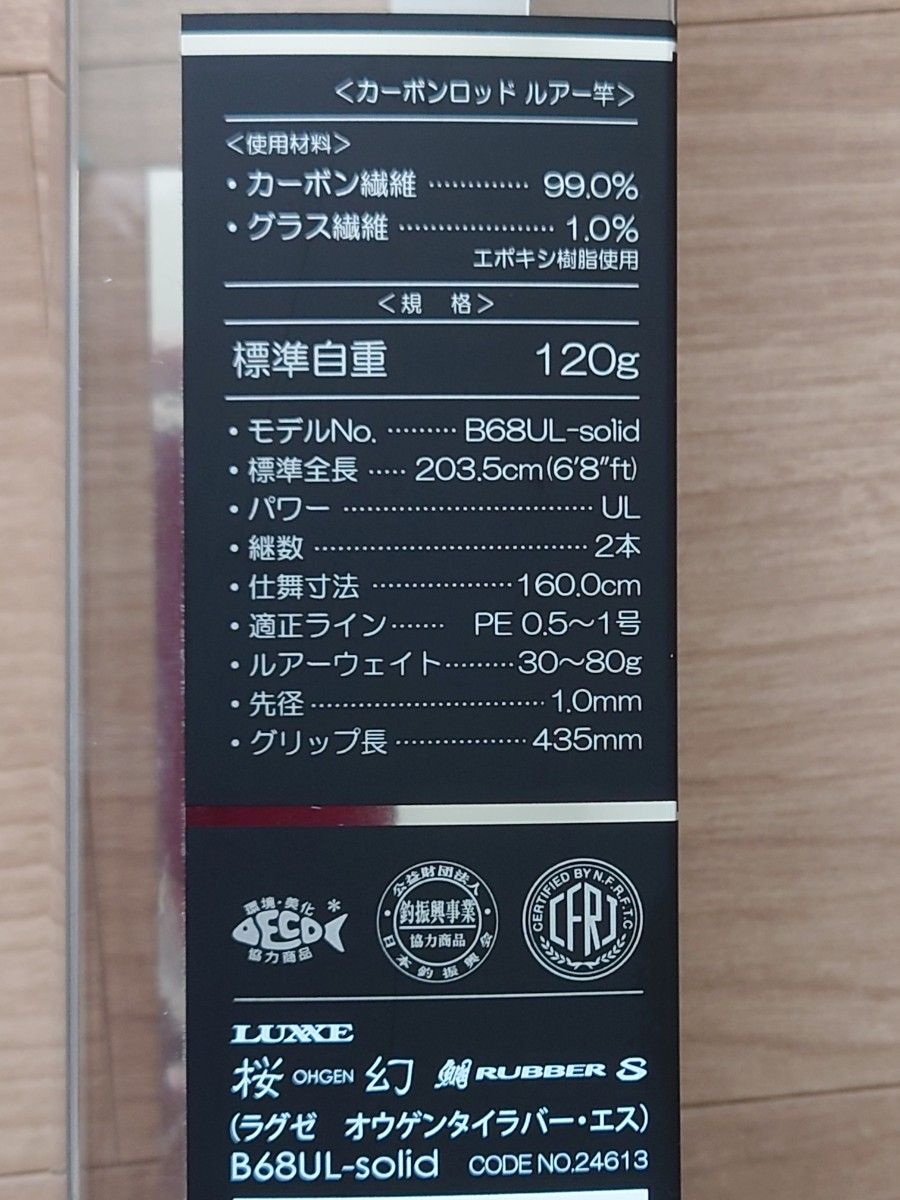 <カーボンロッド ルアー竿>
<使用材料>
・カーボン繊維 ············· 99.0%
・グラス繊維 ···················· 1.0%
エポキシ樹脂使用
<規 格>
標準自重 120g
・モデルNo. ········· B68UL-solid
・標準全長 ····· 203.5cm(6'8"ft)
・パワー ································ UL
・継数 ··································· 2本
・仕舞寸法 ·················· 160.0cm
・適正ライン······· PE 0.5〜1号
・ルアーウェイト········· 30〜80g
・先径 ······························ 1.0mm
・グリップ長 ················· 435mm
環境・美化
DECO
協力商品
公益財団法人
釣振興事業
協力商品
日本釣振興会
CERTIFIED BY N.F.R.F.T.C
CFRJ
LUXXE
桜 OHGEN 幻 鯛 RUBBER S
(ラグゼ オウゲンタイラバー・エス)
B68UL-solid CODE NO.24613